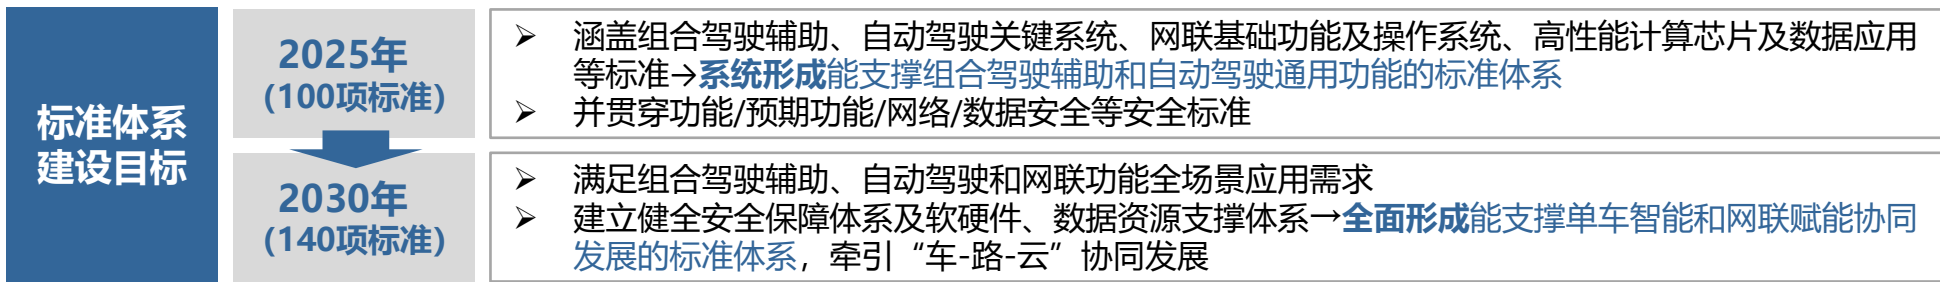 标准体系
建设目标
2025年
(100项标准)
➢ 涵盖组合驾驶辅助、自动驾驶关键系统、网联基础功能及操作系统、高性能计算芯片及数据应用
等标准→系统形成能支撑组合驾驶辅助和自动驾驶通用功能的标准体系
➢ 并贯穿功能/预期功能/网络/数据安全等安全标准
2030年
(140项标准)
➢ 满足组合驾驶辅助、自动驾驶和网联功能全场景应用需求
➢ 建立健全安全保障体系及软硬件、数据资源支撑体系→全面形成能支撑单车智能和网联赋能协同
发展的标准体系，牵引“车-路-云”协同发展